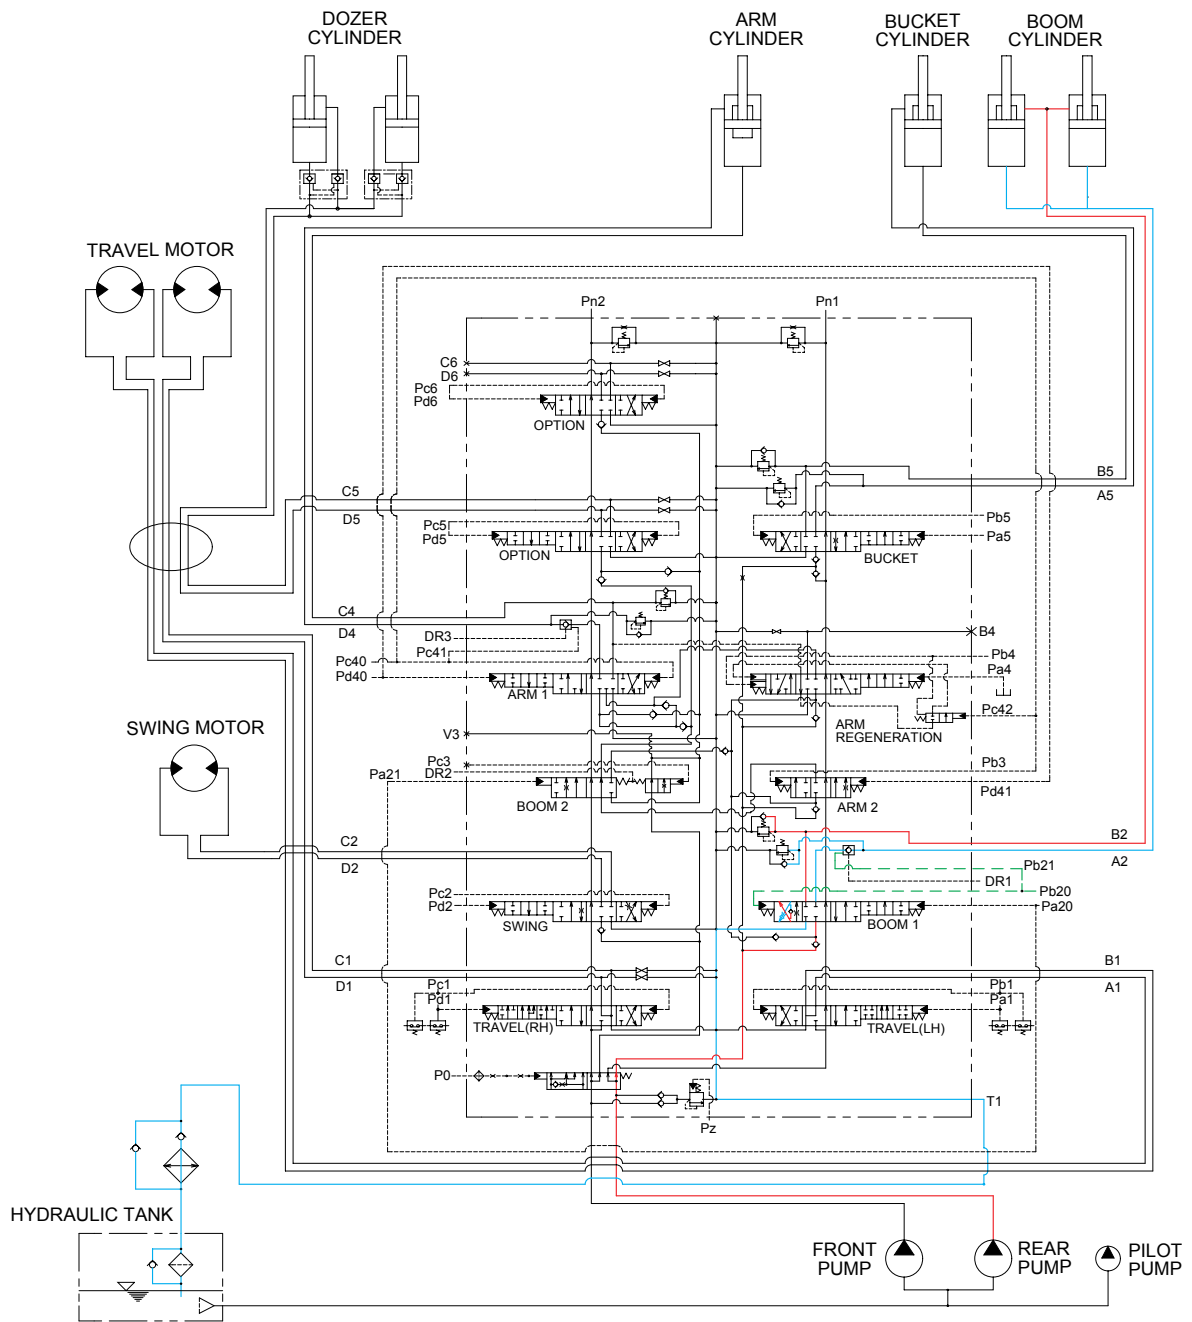 DOZER
CYLINDER
ARM
CYLINDER
BUCKET
CYLINDER
BOOM
CYLINDER
TRAVEL MOTOR
Pn2
Pn1
C6
D6
Pc6
Pd6
OPTION
B5
A5
C5
D5
Pc5
Pd5
OPTION
Pb5
Pa5
BUCKET
C4
D4
DR3
Pc41
Pc40
Pd40
ARM 1
B4
Pb4
Pa4
Pc42
ARM
REGENERATION
SWING MOTOR
V3
Pc3
DR2
Pa21
BOOM 2
Pb3
Pd41
ARM 2
B2
A2
C2
D2
Pb21
DR1
Pc2
Pd2
SWING
Pb20
Pa20
BOOM 1
C1
D1
B1
A1
Pc1
Pd1
TRAVEL(RH)
Pb1
Pa1
TRAVEL(LH)
P0
T1
Pz
HYDRAULIC TANK
FRONT
PUMP
REAR
PUMP
PILOT
PUMP